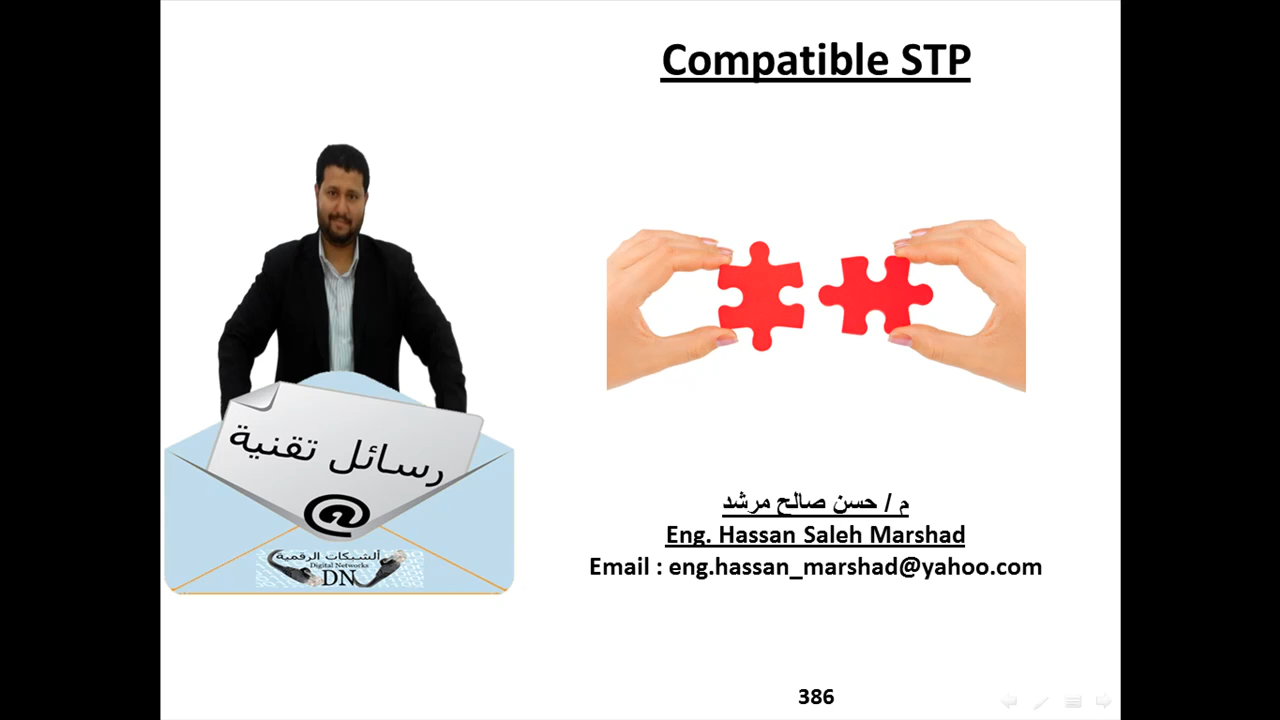 Compatible STP
رسائل تقنية
@
الشبكات الرقمية
Digital Networks
DN
م / حسن صالح مرشد
Eng. Hassan Saleh Marshad
Email : eng.hassan_marshad@yahoo.com
386